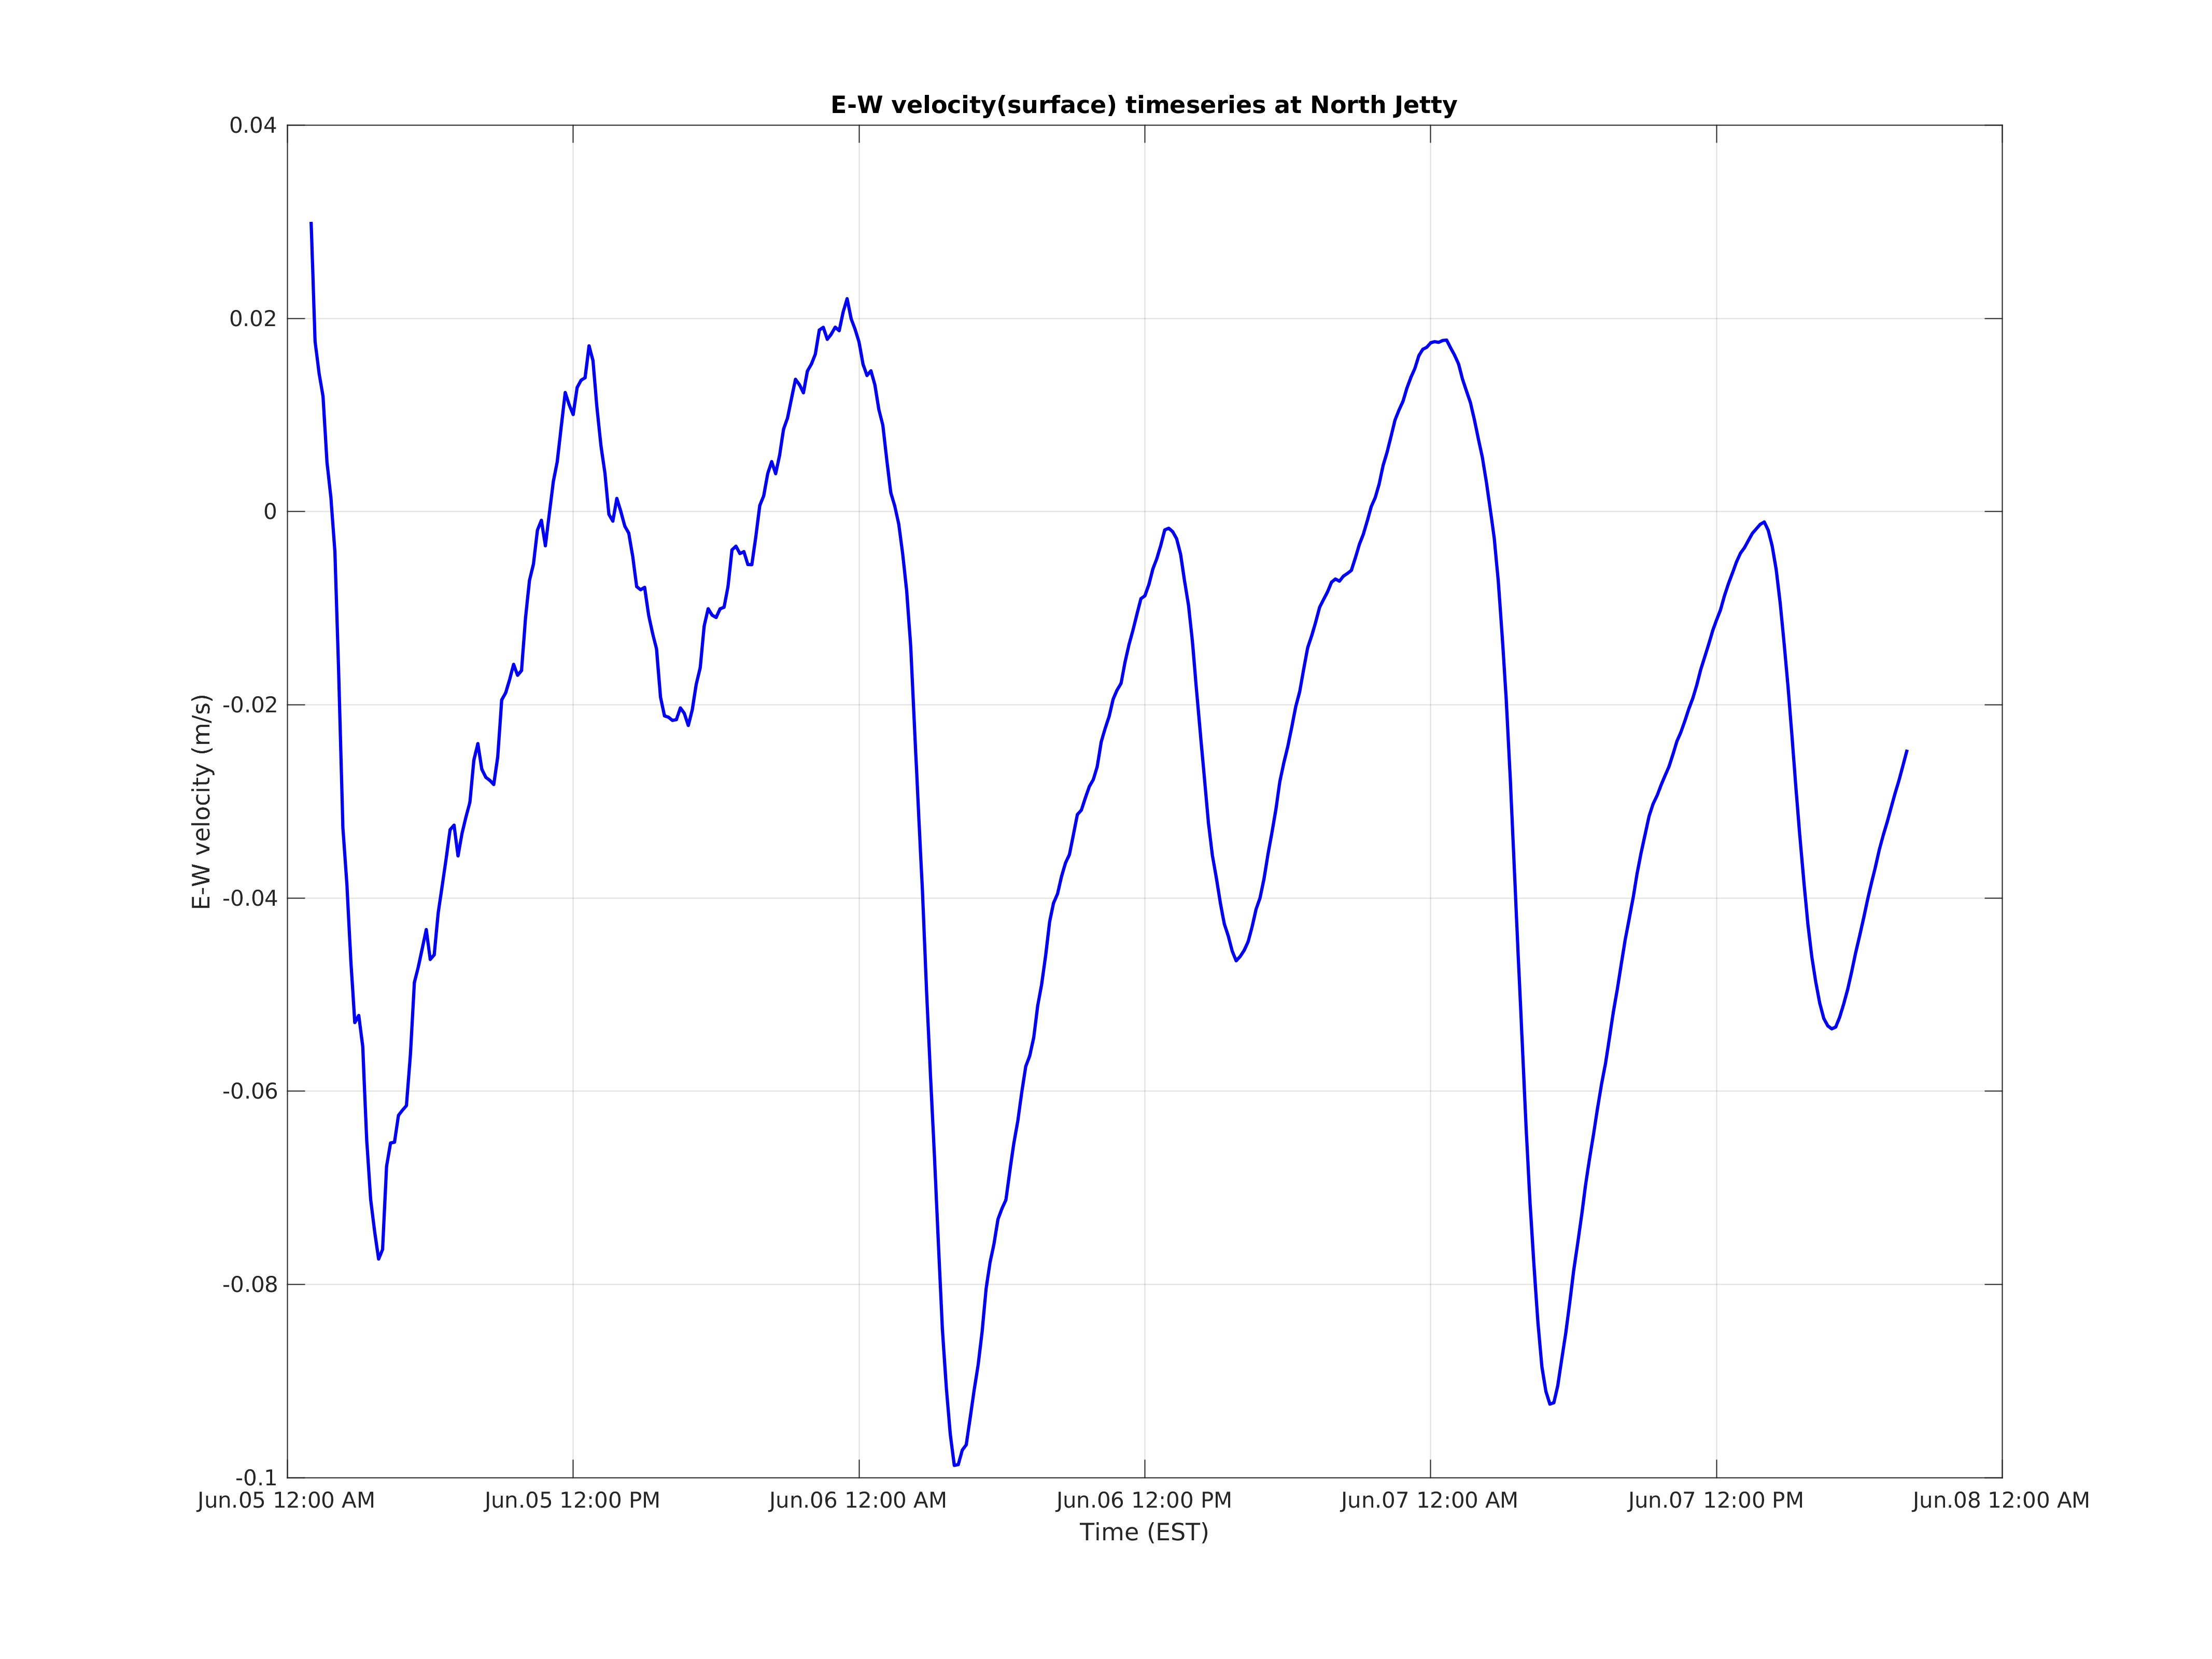 E-W velocity(surface) timeseries at North Jetty
0.04
0.02
0
-0.02
-0.04
-0.06
-0.08
-0.1
E-W velocity (m/s)
Jun.05 12:00 AM
Jun.05 12:00 PM
Jun.06 12:00 AM
Jun.06 12:00 PM
Jun.07 12:00 AM
Jun.07 12:00 PM
Jun.08 12:00 AM
Time (EST)